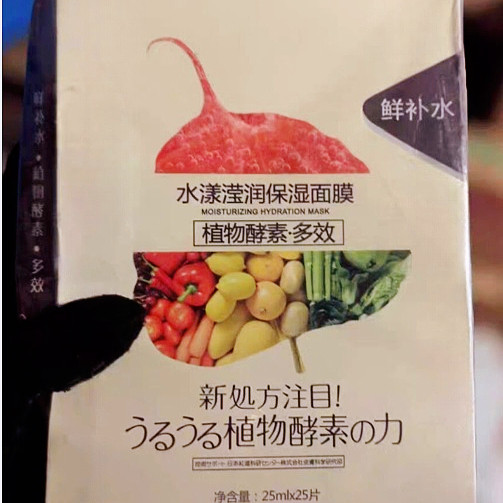 鲜补水
水漾滢润保湿面膜
MOISTURIZING HYDRATION MASK
植物酵素·多效
新処方注目!
うるうる植物酵素の力
净含量：25mlx25片